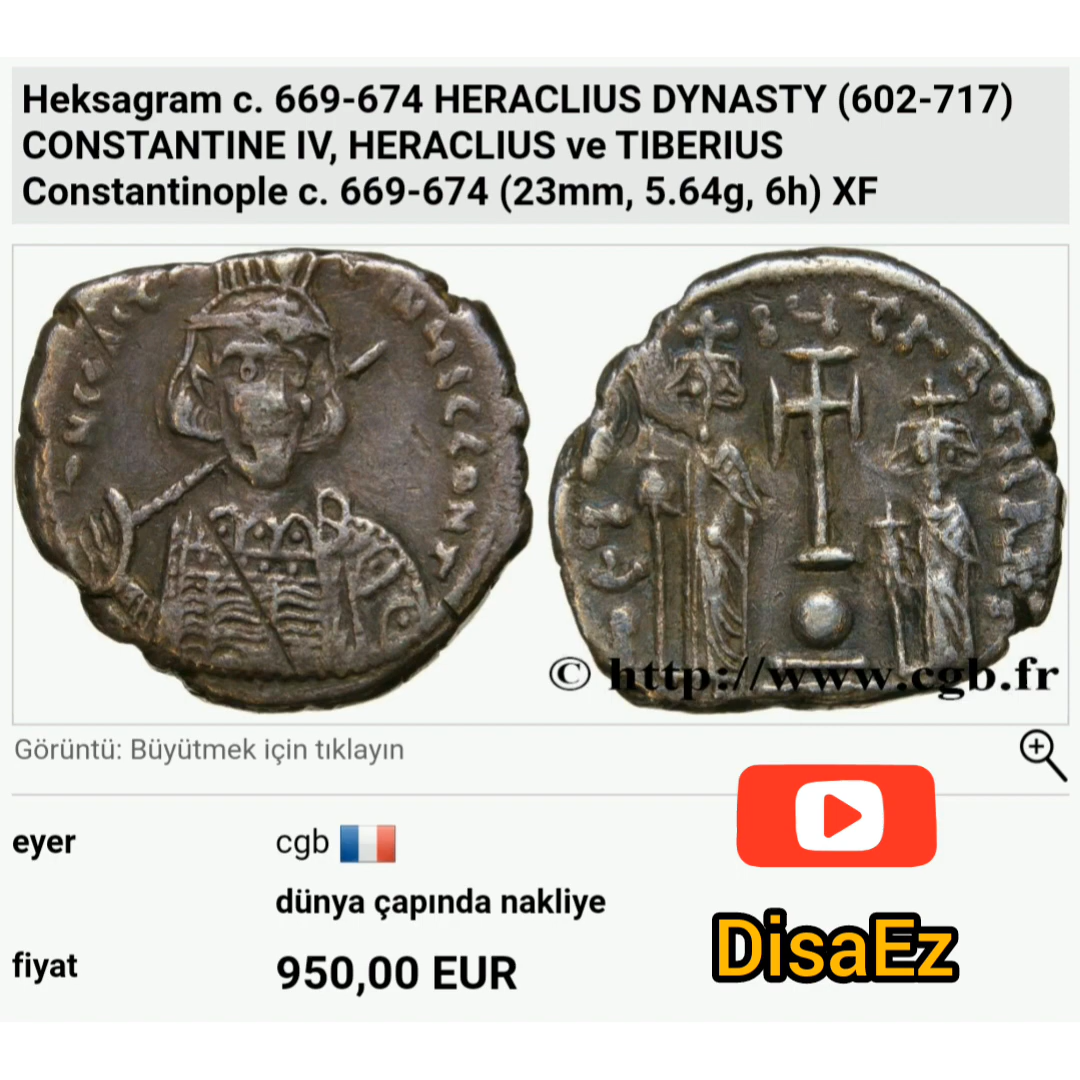 Heksagram c. 669-674 HERACLIUS DYNASTY (602-717)
CONSTANTINE IV, HERACLIUS ve TIBERIUS
Constantinople c. 669-674 (23mm, 5.64g, 6h) XF
© http://www.cgb.fr
Görüntü: Büyütmek için tıklayın
eyer
cgb
dünya çapında nakliye
fiyat
950,00 EUR
DisaEz